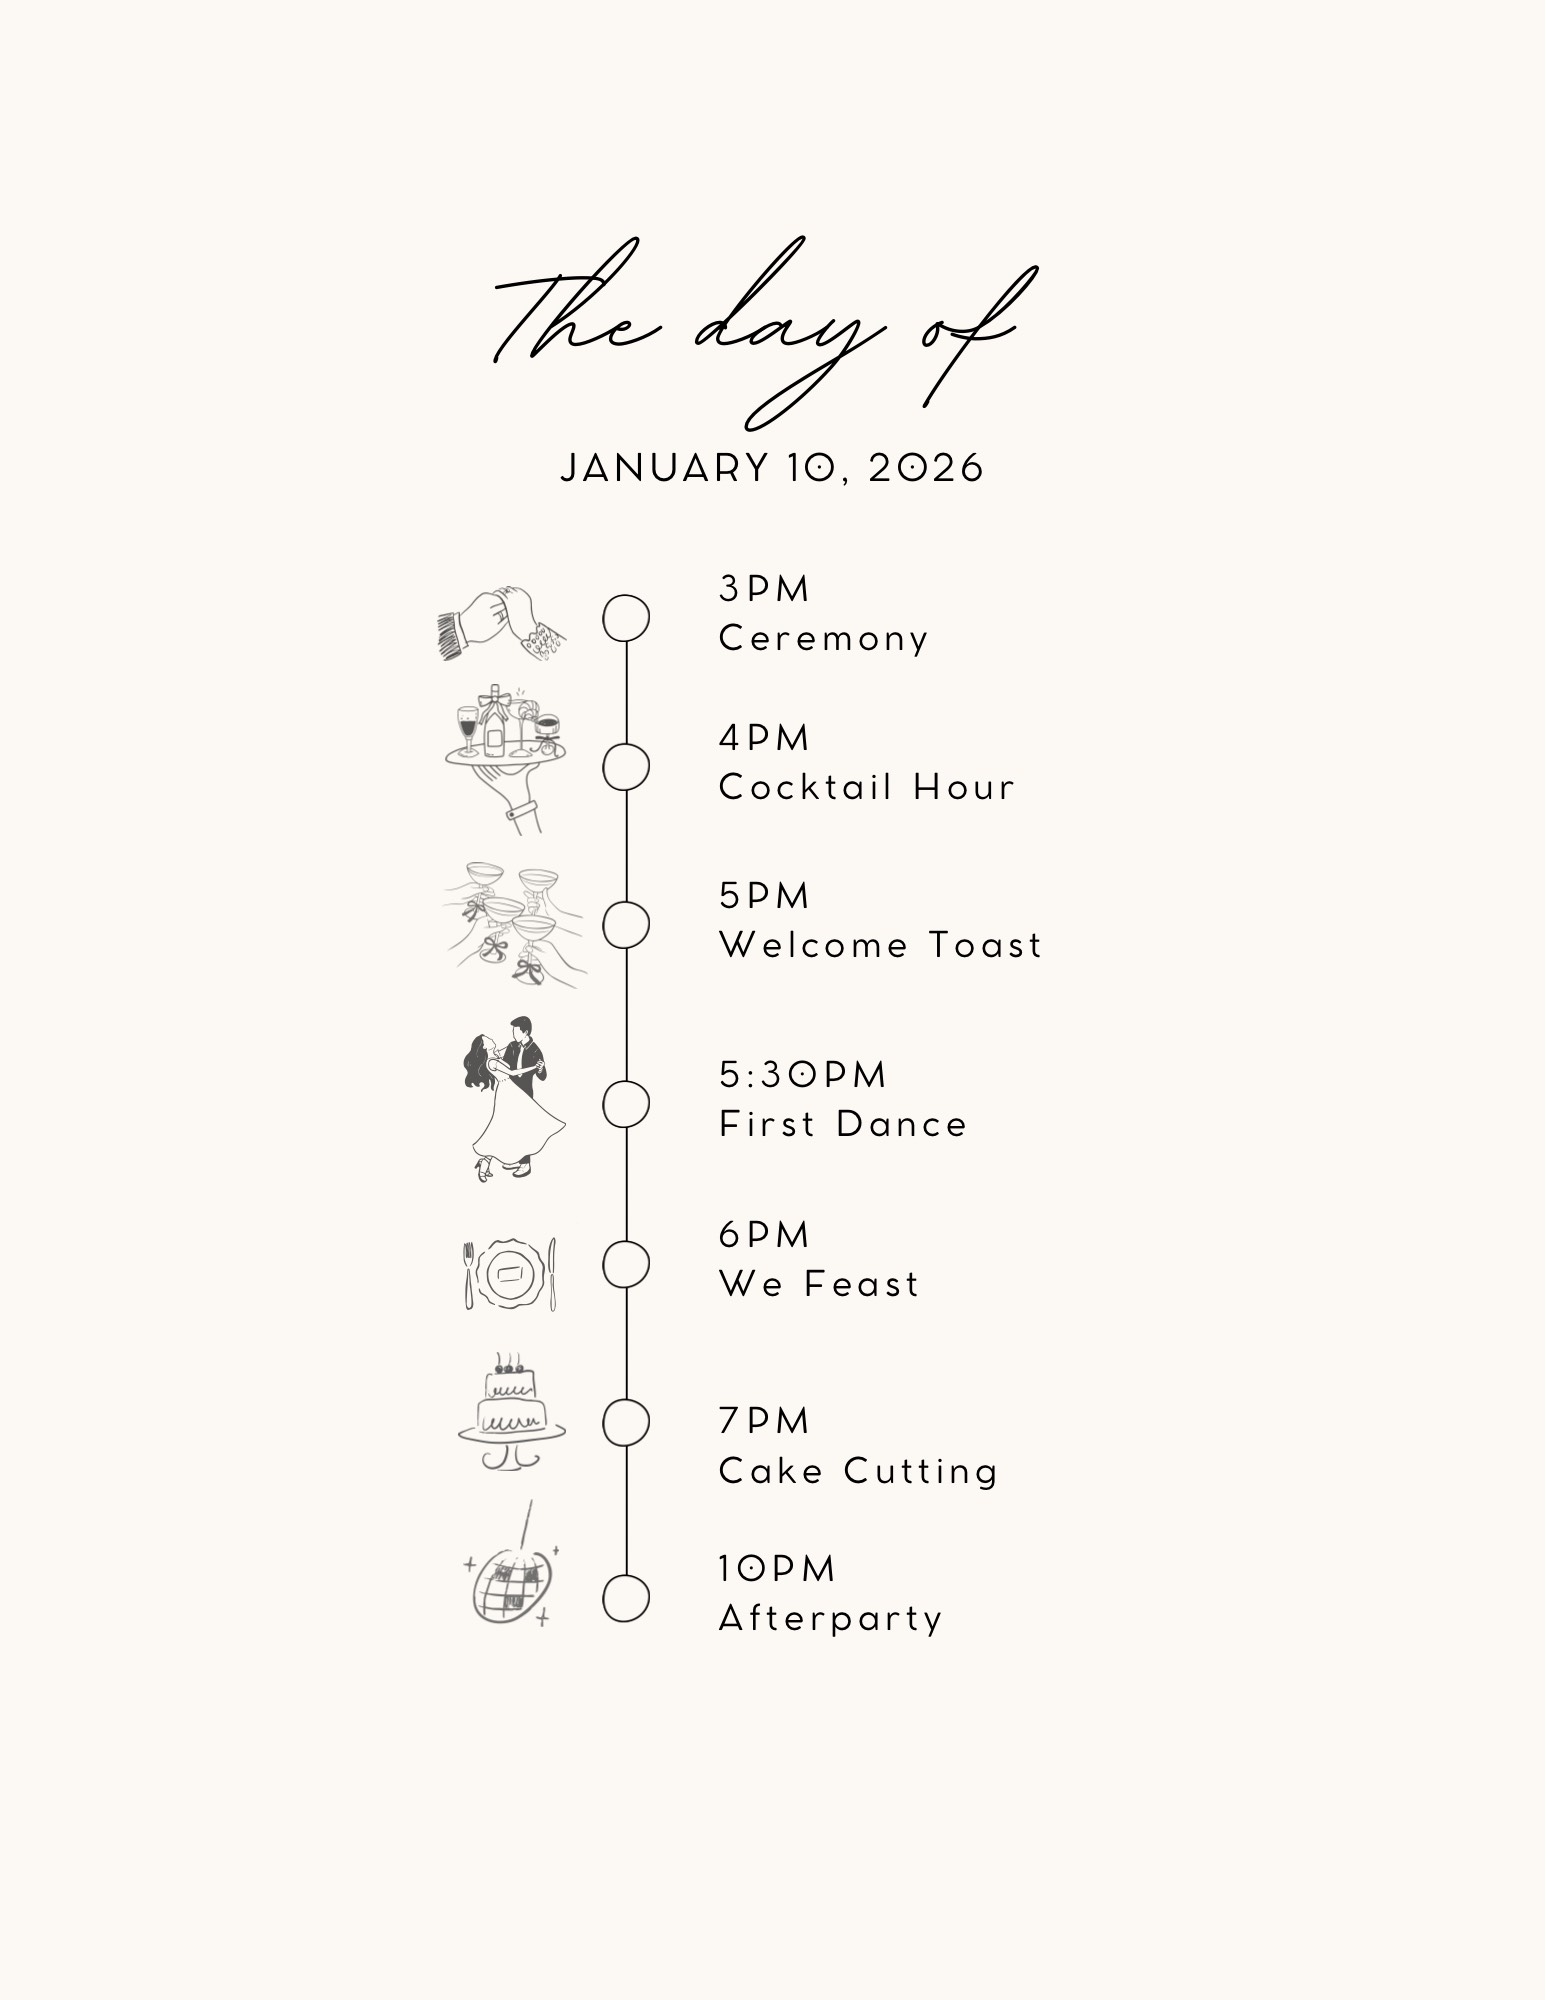 The day of
JANUARY 10, 2026
3PM
Ceremony
4PM
Cocktail Hour
5PM
Welcome Toast
5:30PM
First Dance
6PM
We Feast
7PM
Cake Cutting
10PM
Afterparty